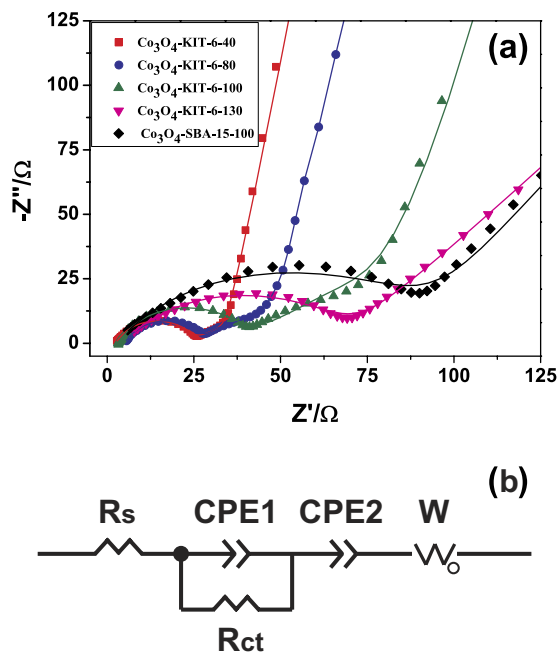 (a)
Co₃O₄-KIT-6-40
Co₃O₄-KIT-6-80
Co₃O₄-KIT-6-100
Co₃O₄-KIT-6-130
Co₃O₄-SBA-15-100
125
100
75
50
25
0
-Z"/Ω
0 25 50 75 100 125
Z'/Ω
(b)
Rs CPE1 CPE2 W
Rct